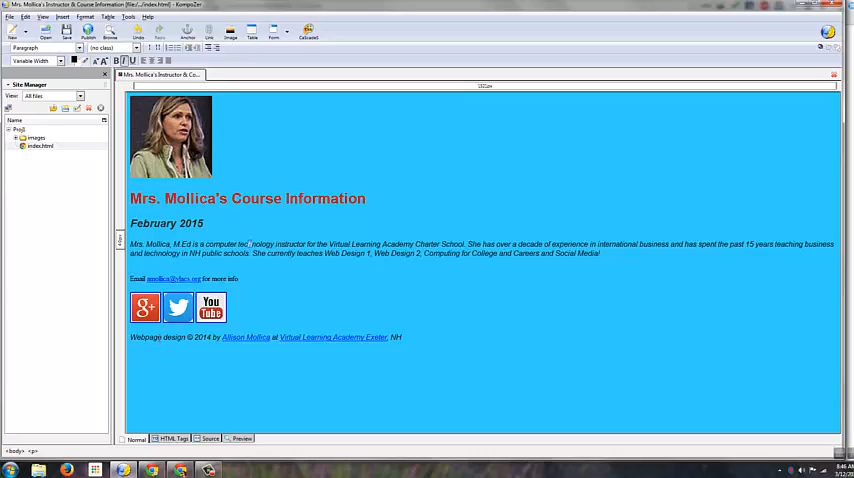 Mrs. Mollica's Instructor & Course Information [file:/.../index.html] - KompoZer
File Edit View Insert Format Table Tools Help
New Open Save Publish Browse Undo Redo Anchor Link Image Table Form CaScadeS
Paragraph (no class)
Variable Width B I U
Site Manager
Mrs. Mollica's Instructor & Co...
View: All files
1521px
Name
Proj1
images
index.html
Mrs. Mollica's Course Information
February 2015
Mrs. Mollica, M.Ed is a computer technology instructor for the Virtual Learning Academy Charter School. She has over a decade of experience in international business and has spent the past 15 years teaching business
and technology in NH public schools. She currently teaches Web Design 1, Web Design 2, Computing for College and Careers and Social Media!
Email amollica@vlacs.org for more info.
g+ You Tube
Webpage design © 2014 by Allison Mollica at Virtual Learning Academy Exeter, NH
Normal HTML Tags Source Preview
<body> <p>
8:46 AM
3/12/20